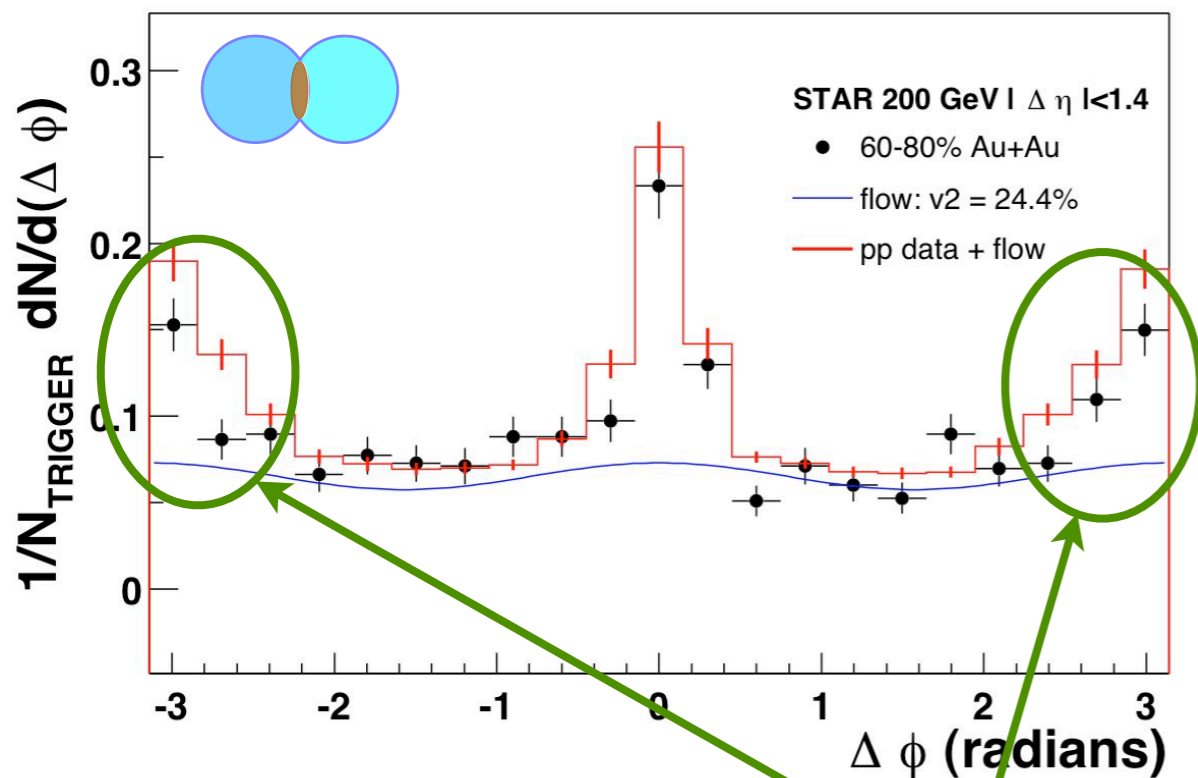 1/N_TRIGGER dN/d(Δ φ)
0.3
0.2
0.1
0
STAR 200 GeV | Δ η |<1.4
60-80% Au+Au
flow: v2 = 24.4%
pp data + flow
-3 -2 -1 0 1 2 3
Δ φ (radians)